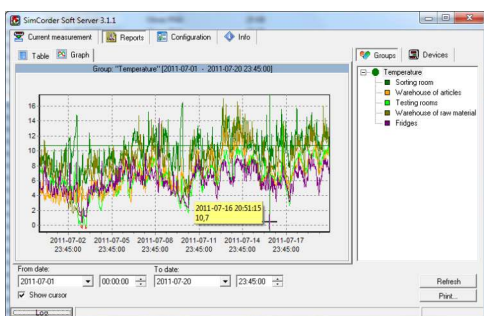 SimCorder Soft Server 3.1.1
Current measurement Reports Configuration Info
Table Graph
Groups Devices
Group: "Temperature" [2011-07-01 - 2011-07-20 23:45:00]
Temperature
Sorting room
Warehouse of articles
Testing rooms
Warehouse of raw material
Fridges
16
14
12
10
8
6
4
2
0
2011-07-16 20:51:15
10,7
2011-07-02 2011-07-05 2011-07-08 2011-07-11 2011-07-14 2011-07-17
23:45:00 23:45:00 23:45:00 23:45:00 23:45:00 23:45:00
From date: To date:
2011-07-01 00:00:00 2011-07-20 23:45:00
Show cursor
Refresh
Print...
Log